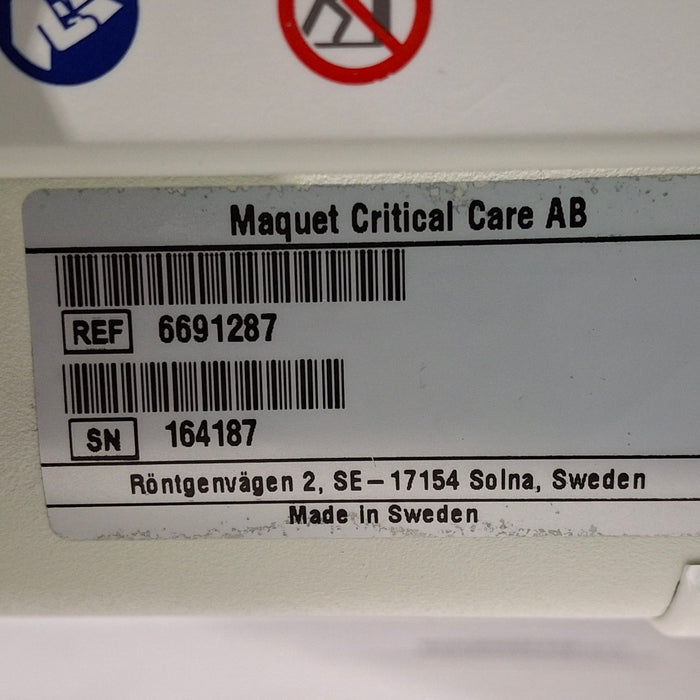 Maquet Critical Care AB
REF 6691287
SN 164187
Röntgenvägen 2, SE-17154 Solna, Sweden
Made in Sweden